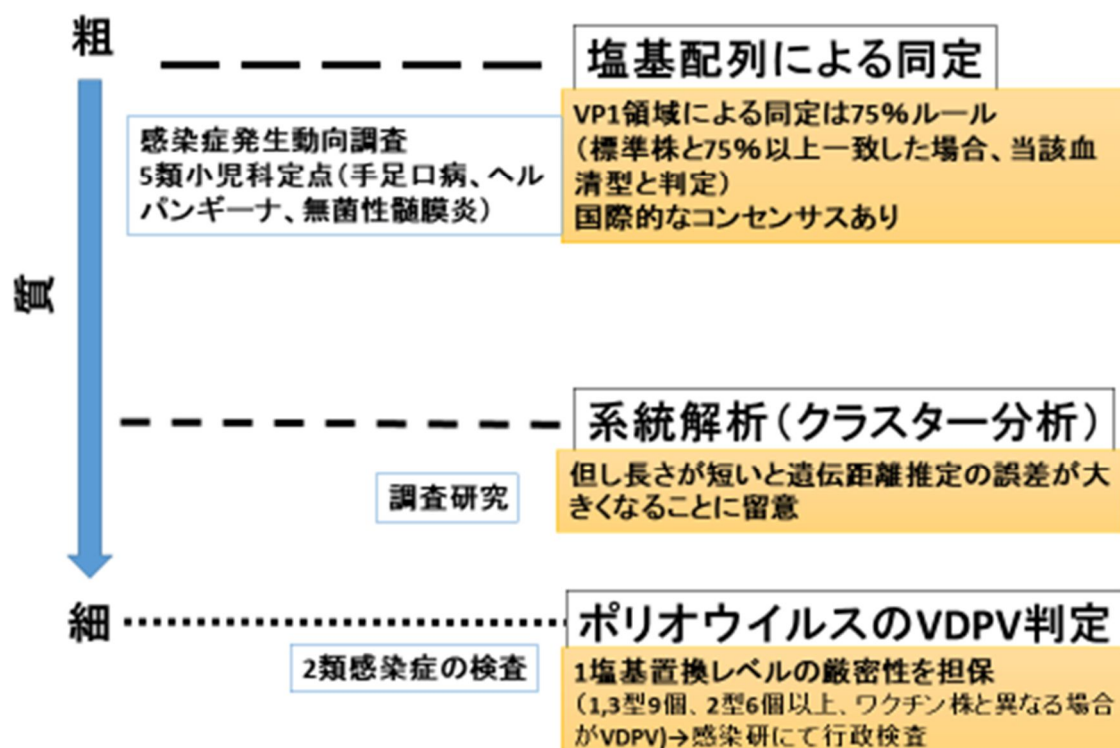 粗
塩基配列による同定
VP1領域による同定は75%ルール
（標準株と75%以上一致した場合、当該血
清型と判定）
国際的なコンセンサスあり
感染症発生動向調査
5類小児科定点（手足口病、ヘル
パンギーナ、無菌性髄膜炎）
質
系統解析（クラスター分析）
但し長さが短いと遺伝距離推定の誤差が大
きくなることに留意
調査研究
細
ポリオウイルスのVDPV判定
1塩基置換レベルの厳密性を担保
（1,3型9個、2型6個以上、ワクチン株と異なる場合
がVDPV)→感染研にて行政検査
2類感染症の検査